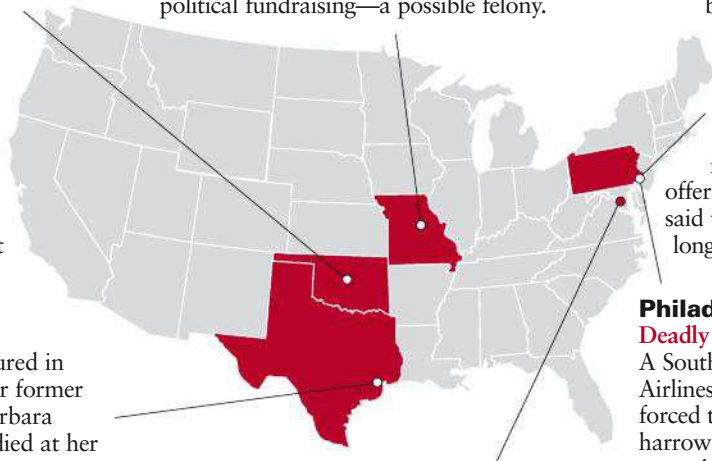 political fundraising—a possible felony.
offer
said
long
Philad
Deadly
A South
Airlines
forced t
harrow
ured in
r former
rbara
died at her